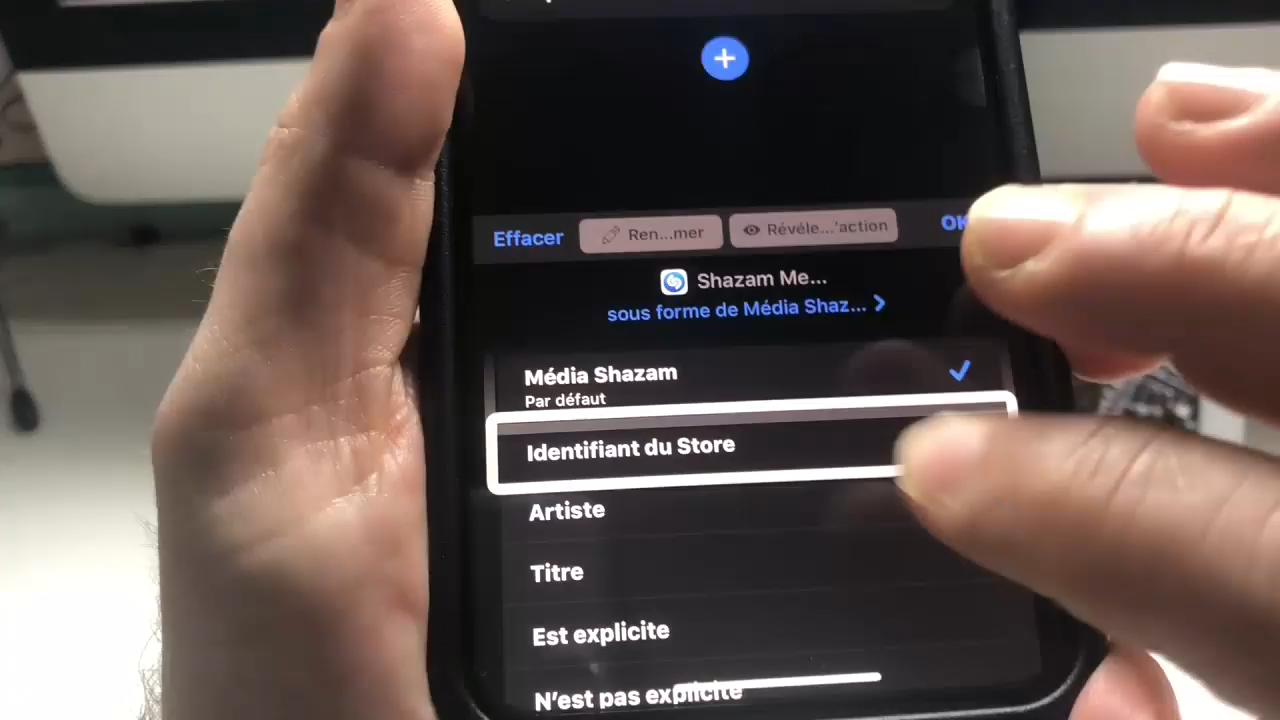 Effacer
Ren...mer
Révéle...'action
OK
Shazam Me...
sous forme de Média Shaz...
Média Shazam
Par défaut
Identifiant du Store
Artiste
Titre
Est explicite
N'est pas explicite